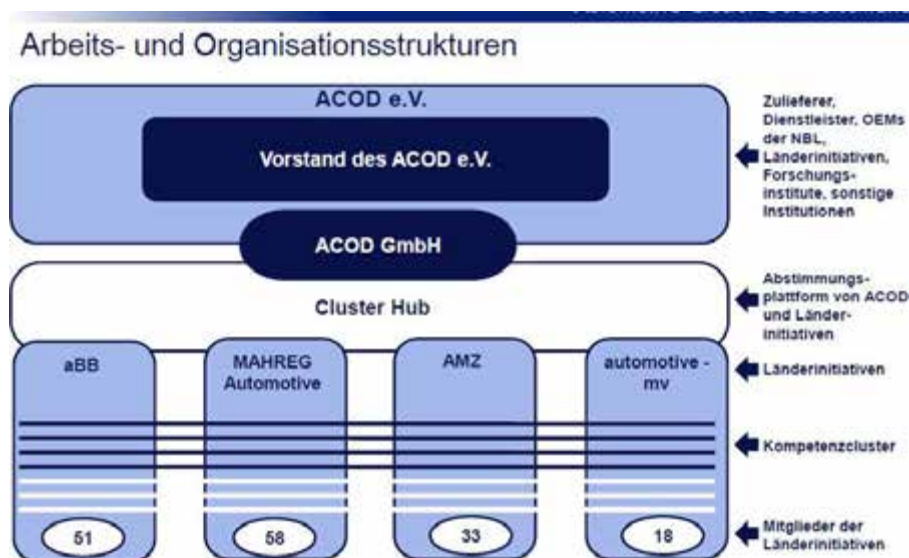 Arbeits- und Organisationsstrukturen
ACOD e.V.
Vorstand des ACOD e.V.
ACOD GmbH
Cluster Hub
aBB
MAHREG
Automotive
AMZ
automotive -
mv
51
58
33
18
Zulieferer,
Dienstleister, OEMs
der NBL,
Länderinitiativen,
Forschungs-
institute, sonstige
Institutionen
Abstimmungs-
plattform von ACOD
und Länder-
initiativen
Länderinitiativen
Kompetenzcluster
Mitglieder der
Länderinitiativen